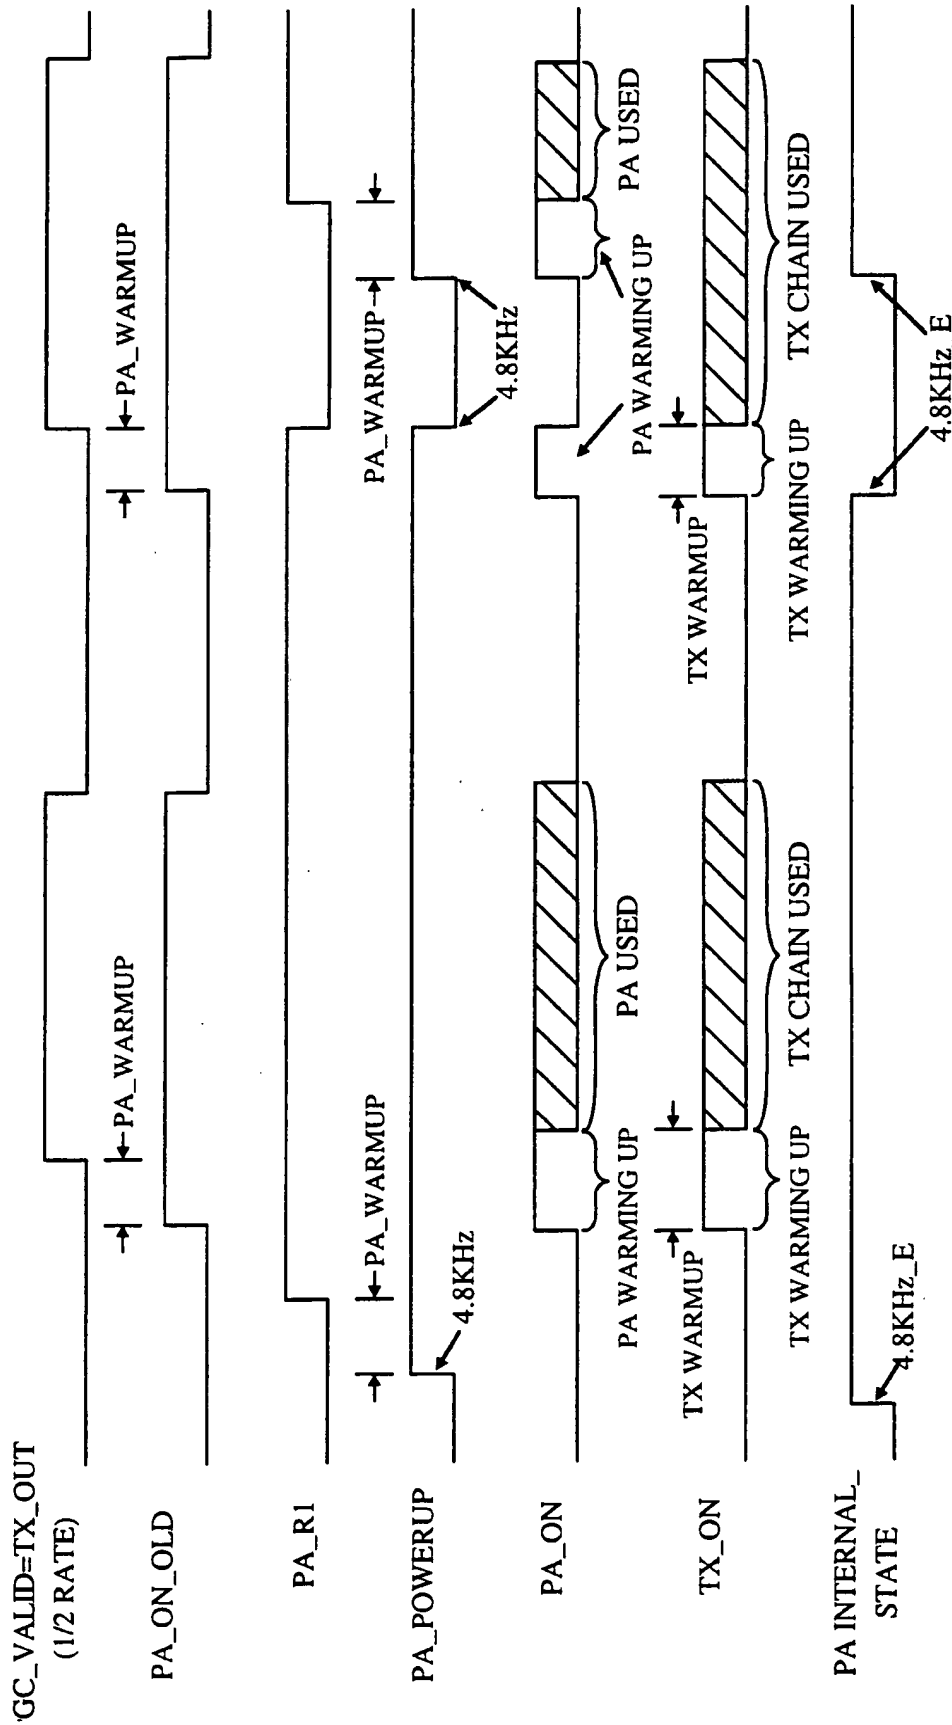 'GC_VALID=TX_OUT
(1/2 RATE)
PA_WARMUP
PA_WARMUP
PA_ON_OLD
PA_R1
PA_WARMUP
PA_WARMUP
PA_POWERUP
4.8KHz
4.8KHz
PA_ON
PA WARMING UP
PA USED
PA WARMING UP
PA USED
TX WARMUP
TX WARMUP
TX_ON
TX WARMING UP
TX CHAIN USED
TX WARMING UP
TX CHAIN USED
PA INTERNAL_
STATE
4.8KHz_E
4.8KHz_E